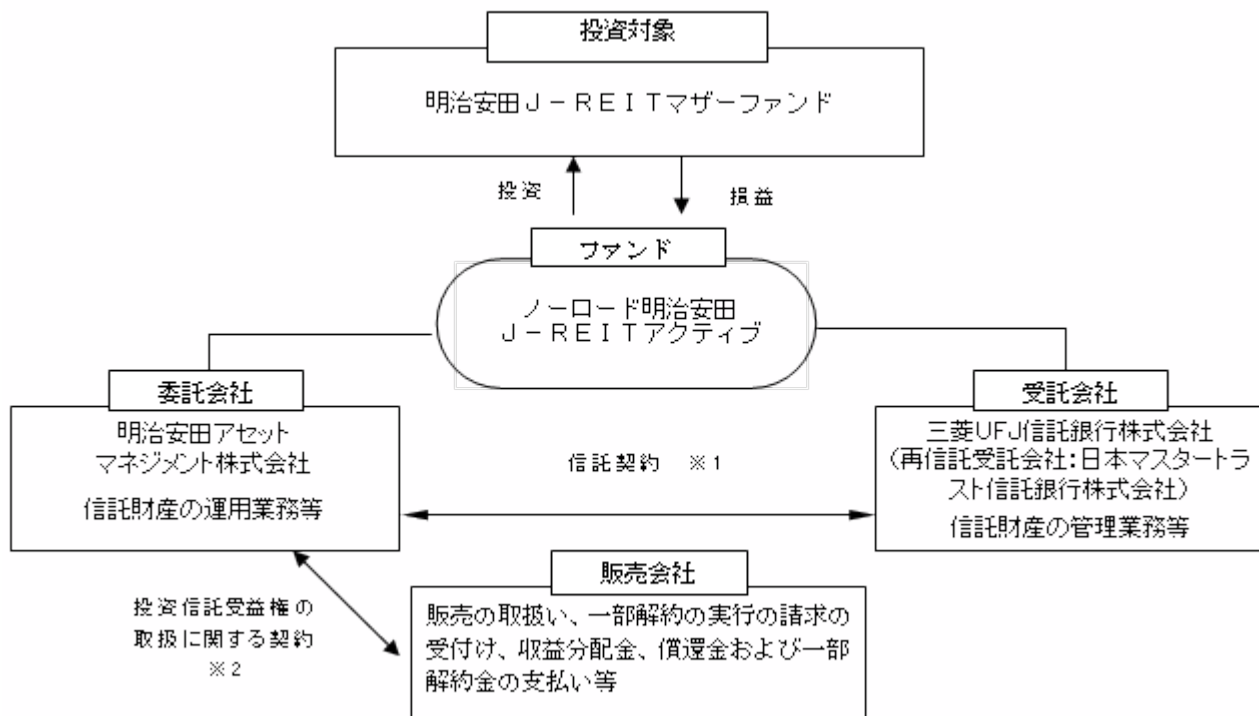 投資対象
明治安田J-REITマザーファンド
投資
損益
ファンド
ノーロード明治安田
J-REITアクティブ
委託会社
明治安田アセット
マネジメント株式会社
信託財産の運用業務等
信託契約 ※1
受託会社
三菱UFJ信託銀行株式会社
(再信託受託会社:日本マスタートラ
スト信託銀行株式会社)
信託財産の管理業務等
投資信託受益権の
取扱に関する契約
※2
販売会社
販売の取扱い、一部解約の実行の請求の
受付け、収益分配金、償還金および一部
解約金の支払い等